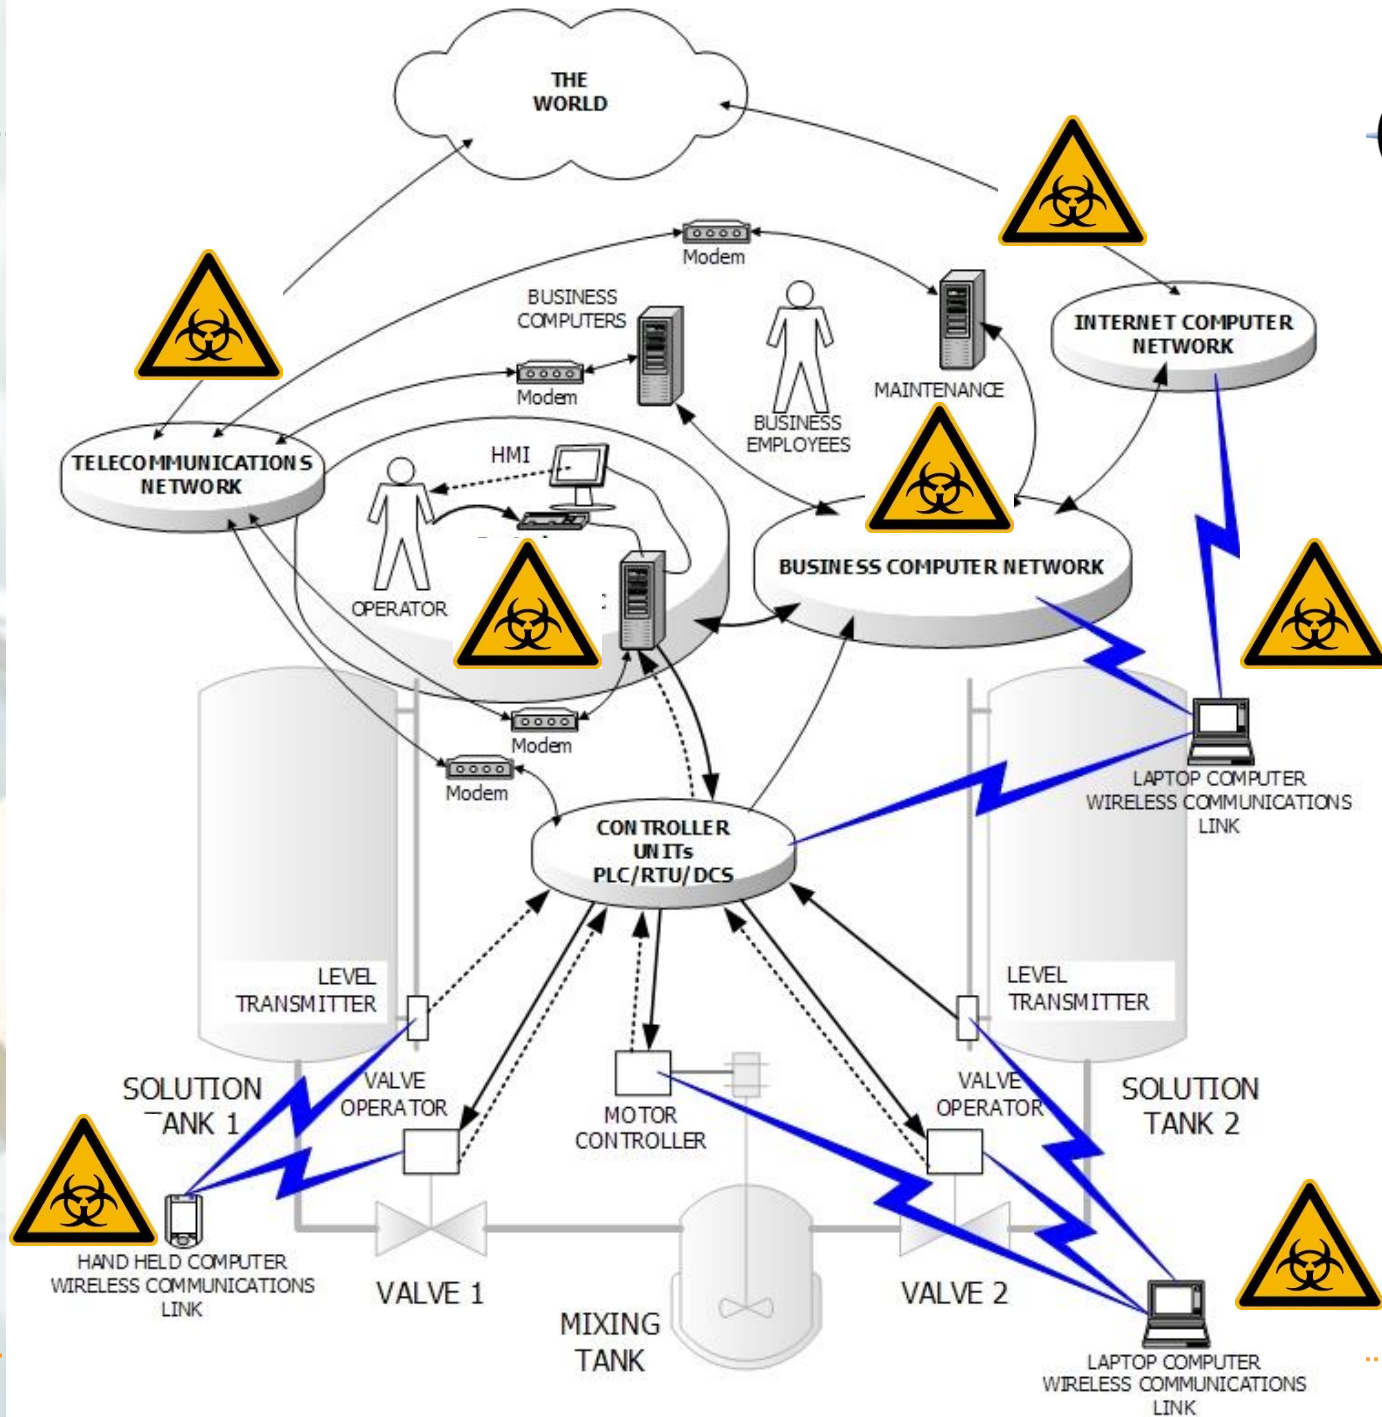 THE
WORLD
Modem
BUSINESS
COMPUTERS
Modem
BUSINESS
EMPLOYEES
MAINTENANCE
INTERNET COMPUTER
NETWORK
TELECOMMUNICATIONS
NETWORK
HMI
OPERATOR
BUSINESS COMPUTER NETWORK
Modem
Modem
LAPTOP COMPUTER
WIRELESS COMMUNICATIONS
LINK
CONTROLLER
UNITs
PLC/RTU/DCS
LEVEL
TRANSMITTER
LEVEL
TRANSMITTER
SOLUTION
ANK 1
VALVE
OPERATOR
MOTOR
CONTROLLER
VALVE
OPERATOR
SOLUTION
TANK 2
HAND HELD COMPUTER
WIRELESS COMMUNICATIONS
LINK
VALVE 1
MIXING
TANK
VALVE 2
LAPTOP COMPUTER
WIRELESS COMMUNICATIONS
LINK